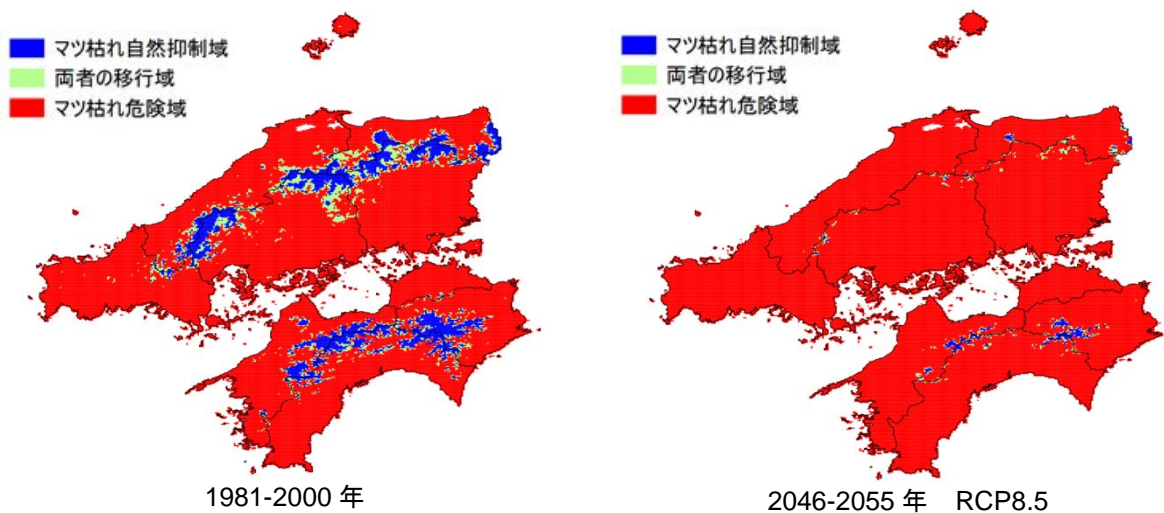 マツ枯れ自然抑制域
両者の移行域
マツ枯れ危険域
1981-2000 年
マツ枯れ自然抑制域
両者の移行域
マツ枯れ危険域
2046-2055 年　RCP8.5